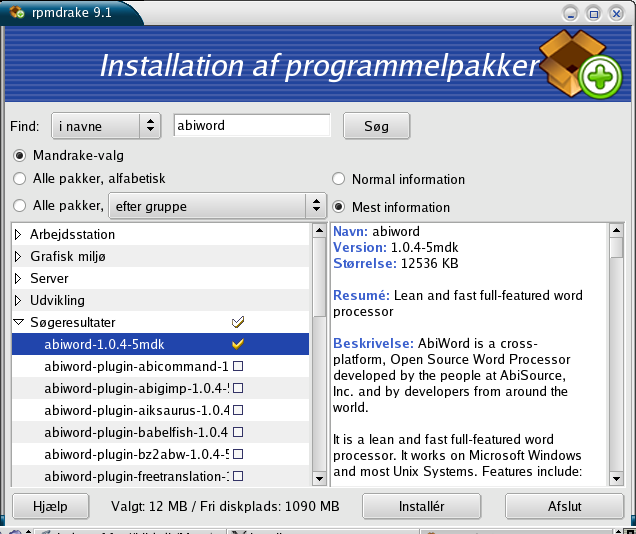 rpmdrake 9.1
Installation af programmelpakker
Find: i navne abiword Søg
Mandrake-valg
Alle pakker, alfabetisk
Normal information
Alle pakker, efter gruppe
Mest information
Arbejdsstation
Grafisk miljø
Server
Udvikling
Søgeresultater
abiword-1.0.4-5mdk
abiword-plugin-abicommand-1
abiword-plugin-abigimp-1.0.4-
abiword-plugin-aiksaurus-1.0.4
abiword-plugin-babelfish-1.0.4
abiword-plugin-bz2abw-1.0.4-5
abiword-plugin-freetranslation-
Navn: abiword
Version: 1.0.4-5mdk
Størrelse: 12536 KB
Resumé: Lean and fast full-featured word
processor
Beskrivelse: AbiWord is a cross-
platform, Open Source Word Processor
developed by the people at AbiSource,
Inc. and by developers from around the
world.
It is a lean and fast full-featured word
processor. It works on Microsoft Windows
and most Unix Systems. Features include:
Hjælp
Valgt: 12 MB / Fri diskplads: 1090 MB
Installér
Afslut